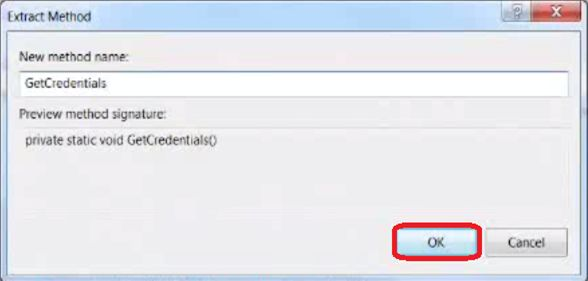 Extract Method
New method name:
GetCredentials
Preview method signature:
private static void GetCredentials()
OK
Cancel